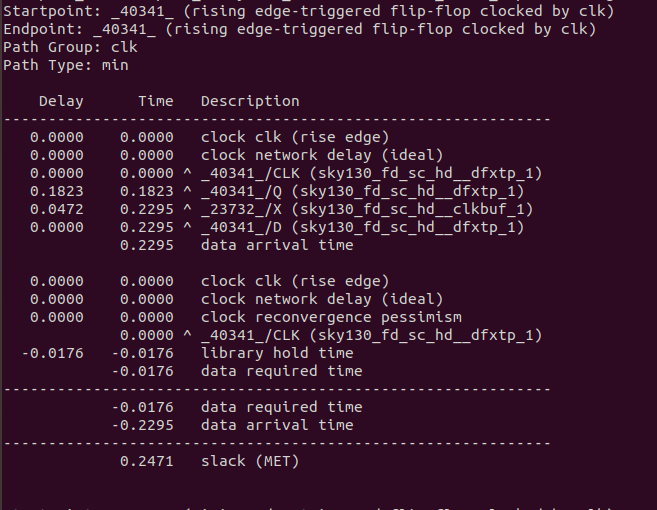 Startpoint: _40341_ (rising edge-triggered flip-flop clocked by clk)
Endpoint: _40341_ (rising edge-triggered flip-flop clocked by clk)
Path Group: clk
Path Type: min
Delay Time Description
------------------------------------------------------------
0.0000 0.0000 clock clk (rise edge)
0.0000 0.0000 clock network delay (ideal)
0.0000 0.0000 ^ _40341_/CLK (sky130_fd_sc_hd__dfxtp_1)
0.1823 0.1823 ^ _40341_/Q (sky130_fd_sc_hd__dfxtp_1)
0.0472 0.2295 ^ _23732_/X (sky130_fd_sc_hd__clkbuf_1)
0.0000 0.2295 ^ _40341_/D (sky130_fd_sc_hd__dfxtp_1)
0.2295 data arrival time
0.0000 0.0000 clock clk (rise edge)
0.0000 0.0000 clock network delay (ideal)
0.0000 0.0000 clock reconvergence pessimism
0.0000 ^ _40341_/CLK (sky130_fd_sc_hd__dfxtp_1)
-0.0176 -0.0176 library hold time
-0.0176 data required time
------------------------------------------------------------
-0.0176 data required time
-0.2295 data arrival time
------------------------------------------------------------
0.2471 slack (MET)